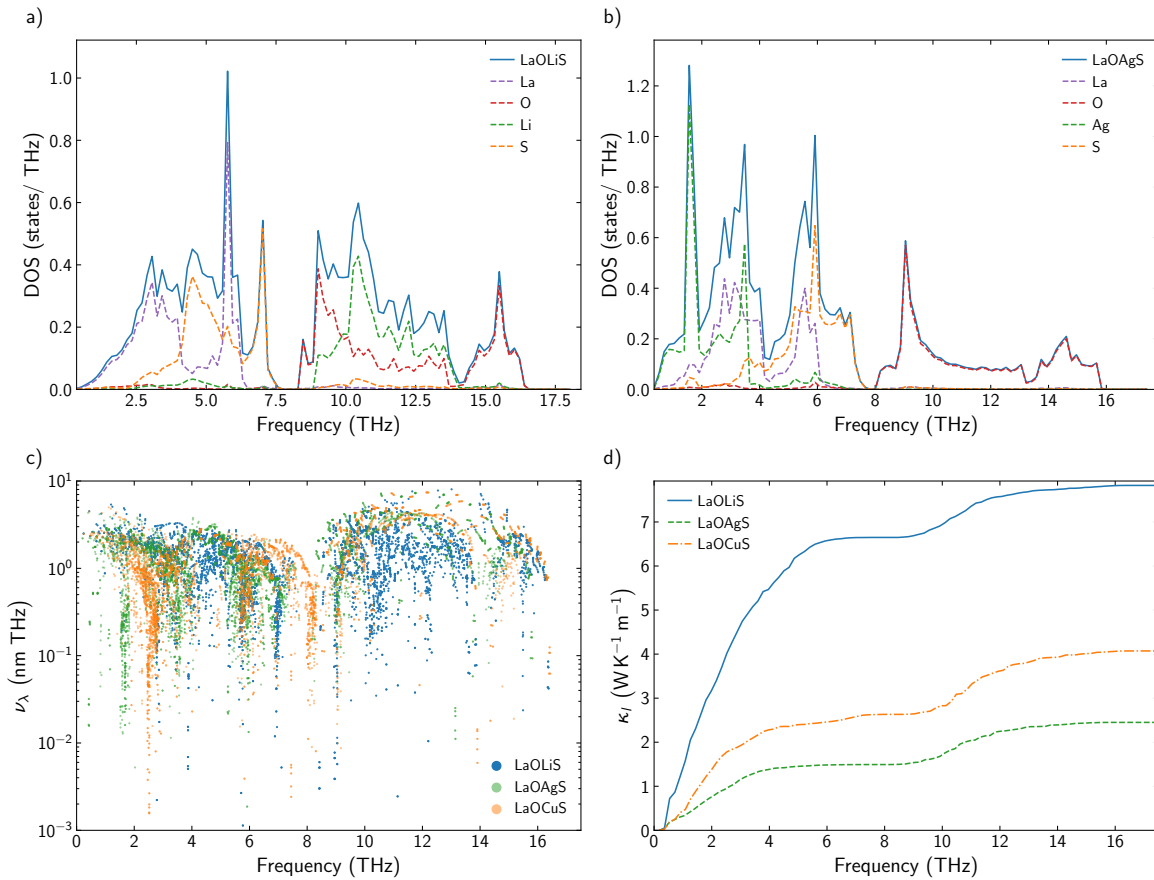 a)
DOS (states/ THz)
1.0
0.8
0.6
0.4
0.2
0.0
2.5
5.0
7.5
10.0
12.5
15.0
17.5
Frequency (THz)
LaOLiS
La
O
Li
S
b)
DOS (states/ THz)
1.2
1.0
0.8
0.6
0.4
0.2
0.0
2
4
6
8
10
12
14
16
Frequency (THz)
LaOAgS
La
O
Ag
S
c)
νλ (nm THz)
10¹
10⁰
10⁻¹
10⁻²
10⁻³
0
2
4
6
8
10
12
14
16
Frequency (THz)
LaOLiS
LaOAgS
LaOCuS
d)
κl (W K⁻¹ m⁻¹)
7
6
5
4
3
2
1
0
0
2
4
6
8
10
12
14
16
Frequency (THz)
LaOLiS
LaOAgS
LaOCuS